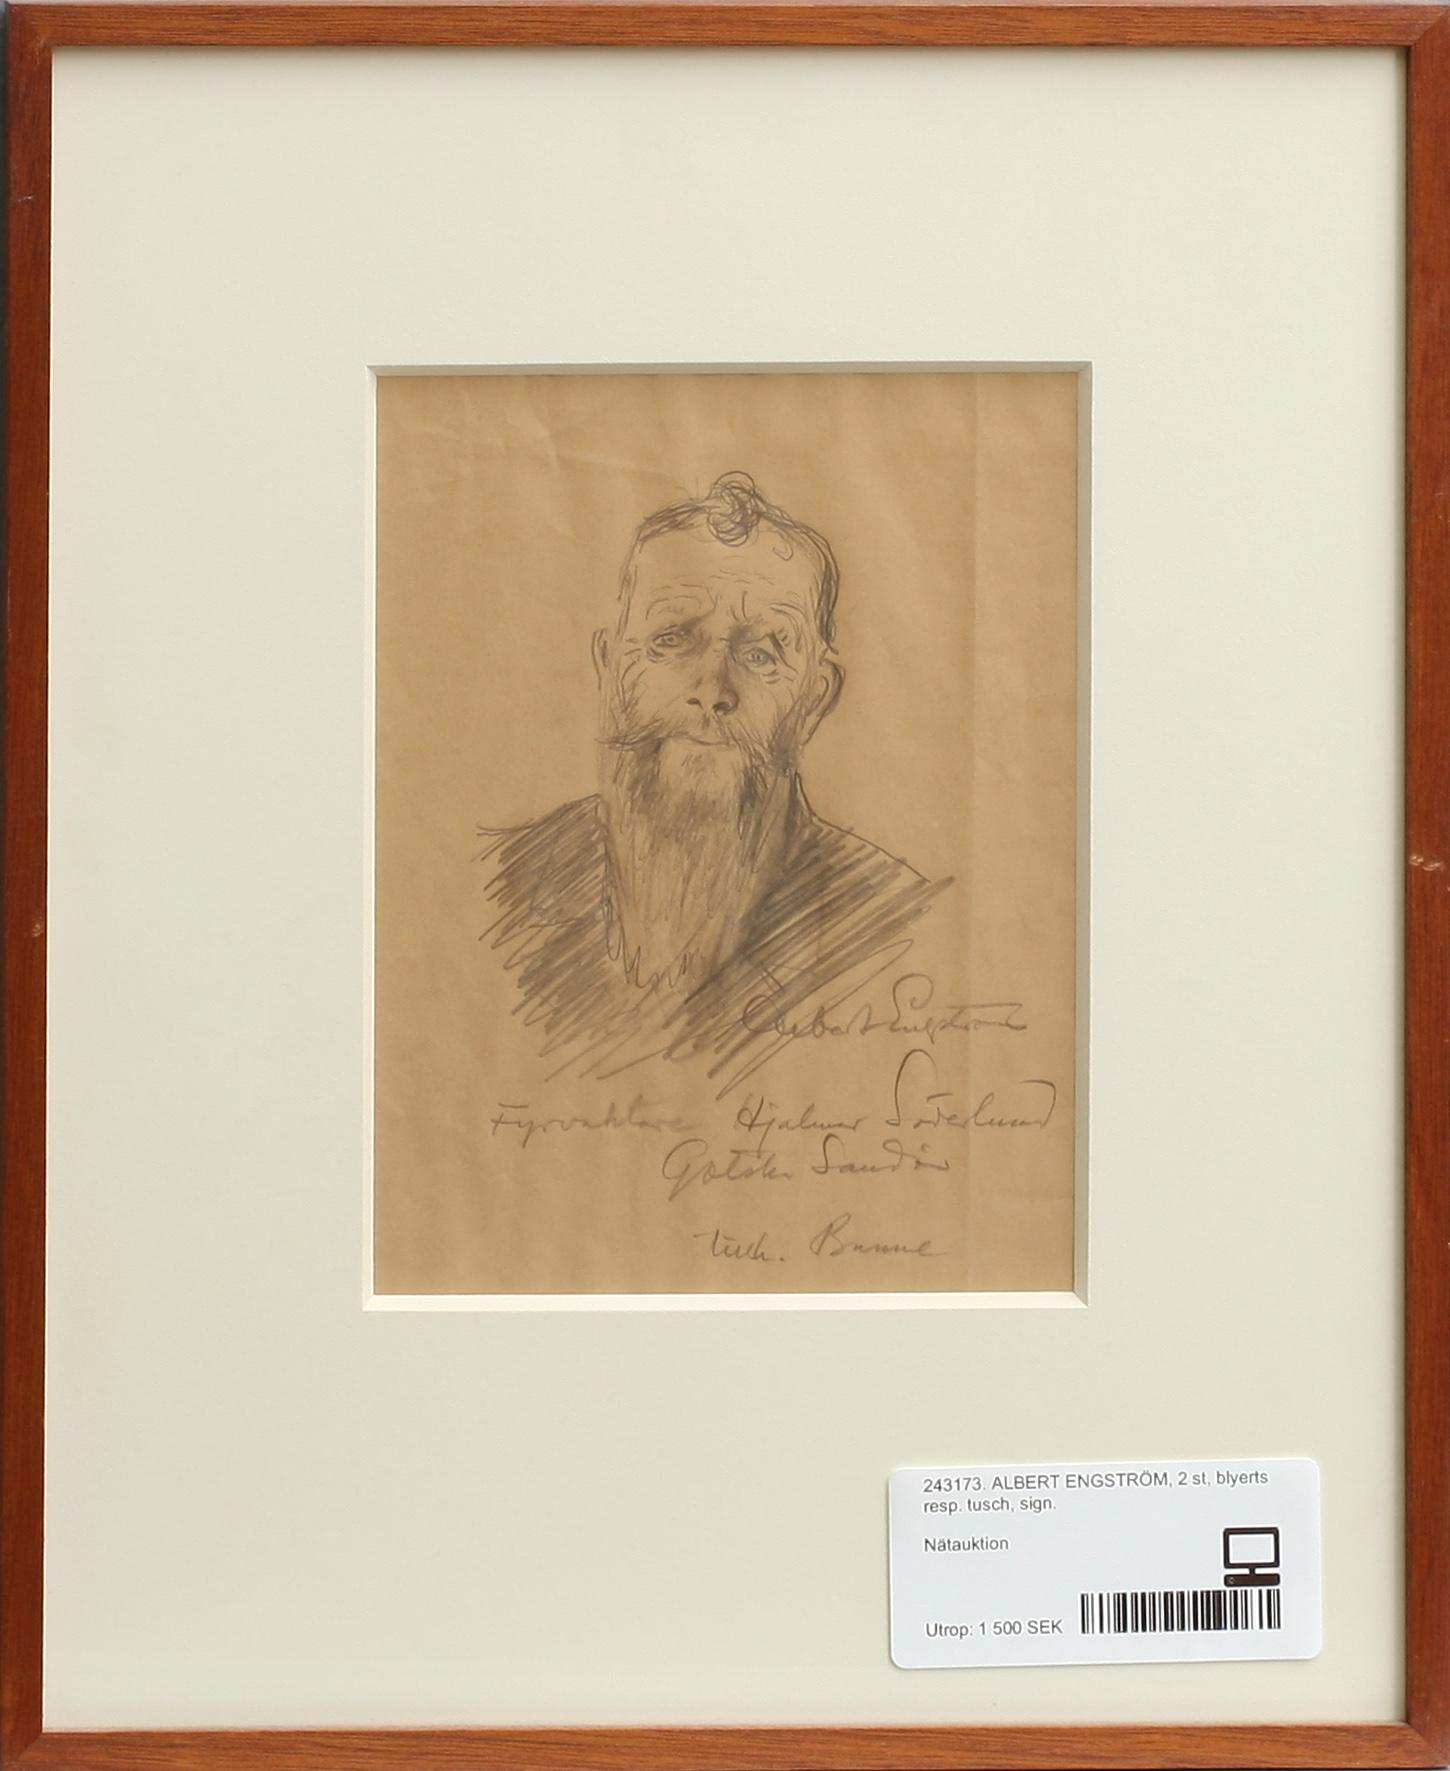 Albert Engström
Fyrvaktare Hjalmar Söderlund
Gotska Sandön
Bunne
243173. ALBERT ENGSTRÖM, 2 st, blyerts
resp. tusch, sign.
Nätauktion
Utrop: 1 500 SEK